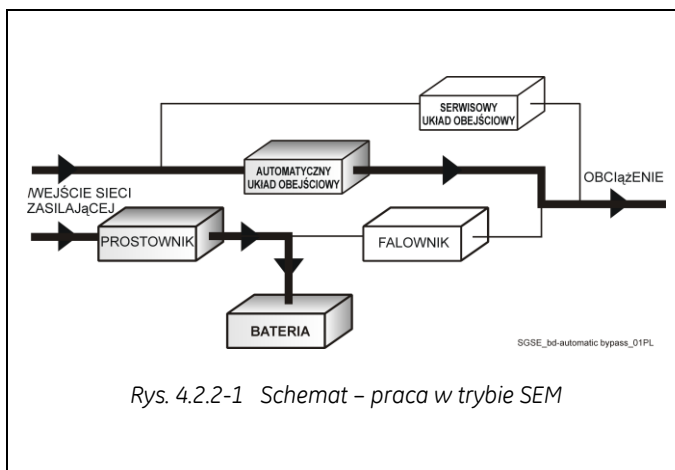 SERWISOWY
UKIAD OBEJŚCIOWY
AUTOMATYCZNY
UKIAD OBEJŚCIOWY
OBCIążENIE
WEJŚCIE SIECI
ZASILAjąCEJ
PROSTOWNIK
FALOWNIK
BATERIA
SGSE_bd-automatic bypass_01PL
Rys. 4.2.2-1 Schemat – praca w trybie SEM